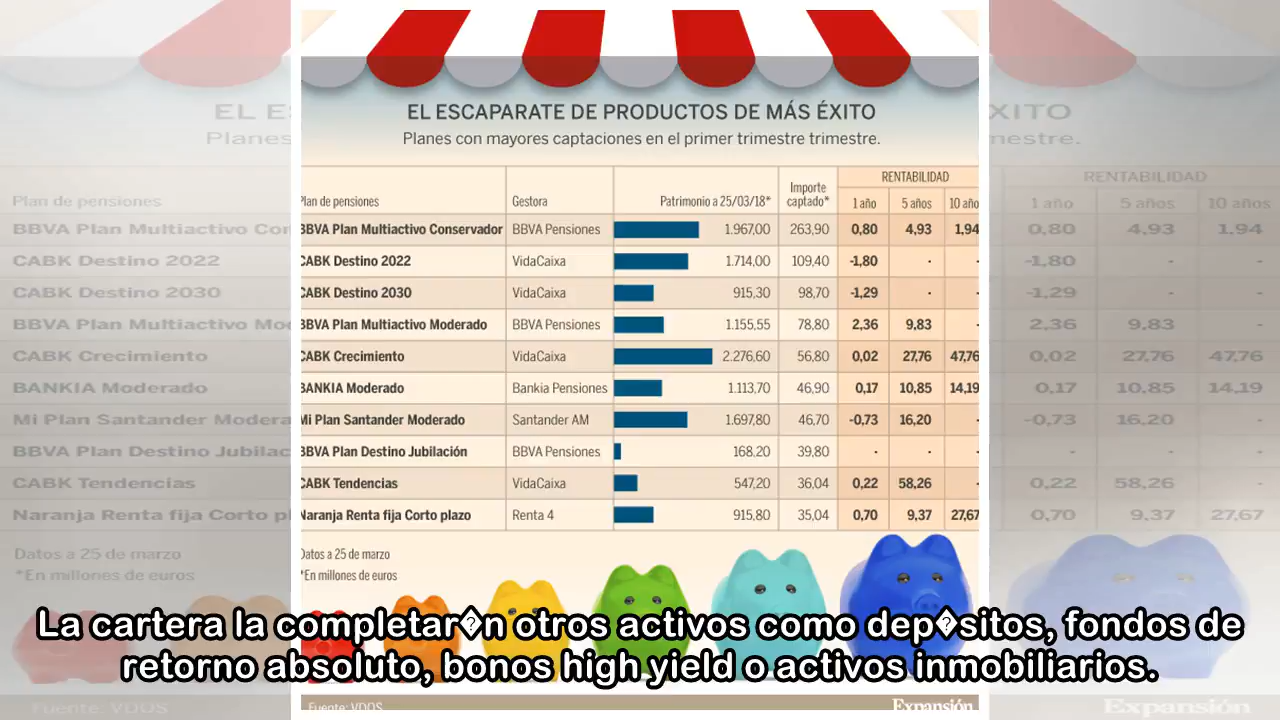 EL ESCAPARATE DE PRODUCTOS DE MÁS ÉXITO
Planes con mayores captaciones en el primer trimestre trimestre.
Plan de pensiones Gestora Patrimonio a 25/03/18* Importe captado* RENTABILIDAD 1 año 5 años 10 años
BBVA Plan Multiactivo Conservador BBVA Pensiones 1.967,00 263,90 0,80 4,93 1,94
CABK Destino 2022 VidaCaixa 1.714,00 109,40 -1,80 - -
CABK Destino 2030 VidaCaixa 915,30 98,70 -1,29 - -
BBVA Plan Multiactivo Moderado BBVA Pensiones 1.155,55 78,80 2,36 9,83 -
CABK Crecimiento VidaCaixa 2.276,60 56,80 0,02 27,76 47,76
BANKIA Moderado Bankia Pensiones 1.113,70 46,90 0,17 10,85 14,19
Mi Plan Santander Moderado Santander AM 1.697,80 46,70 -0,73 16,20 -
BBVA Plan Destino Jubilación BBVA Pensiones 168,20 39,80 - - -
CABK Tendencias VidaCaixa 547,20 36,04 0,22 58,26 -
Naranja Renta fija Corto plazo Renta 4 915,80 35,04 0,70 9,37 27,67
Datos a 25 de marzo
*En millones de euros
La cartera la completar�n otros activos como dep�sitos, fondos de
retorno absoluto, bonos high yield o activos inmobiliarios.
Fuente: VDOS Expansión